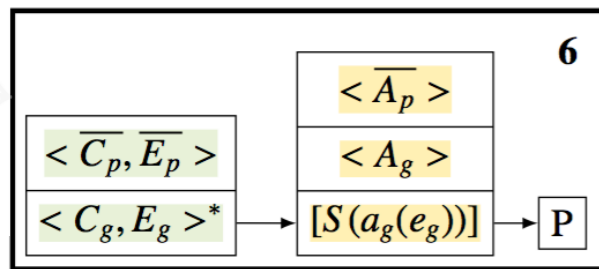 6
< \overline{A_p} >
< \overline{C_p}, \overline{E_p} >
< A_g >
< C_g, E_g >^*
[S(a_g(e_g))]
P